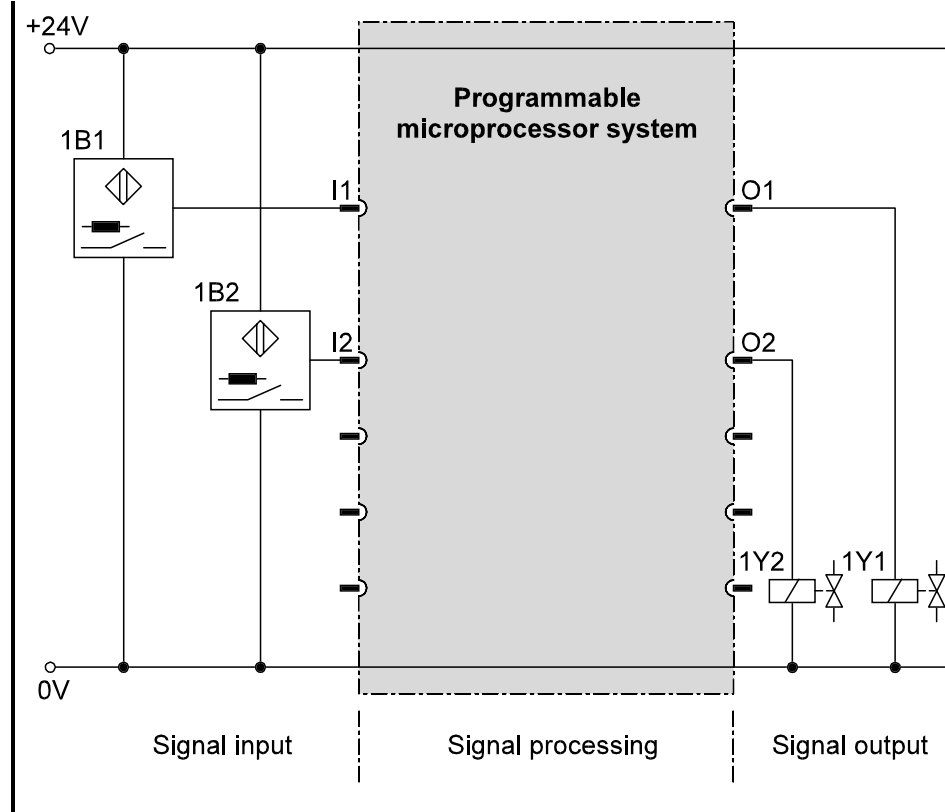 +24V
Programmable
microprocessor system
1B1
I1
O1
1B2
I2
O2
1Y2
1Y1
0V
Signal input
Signal processing
Signal output